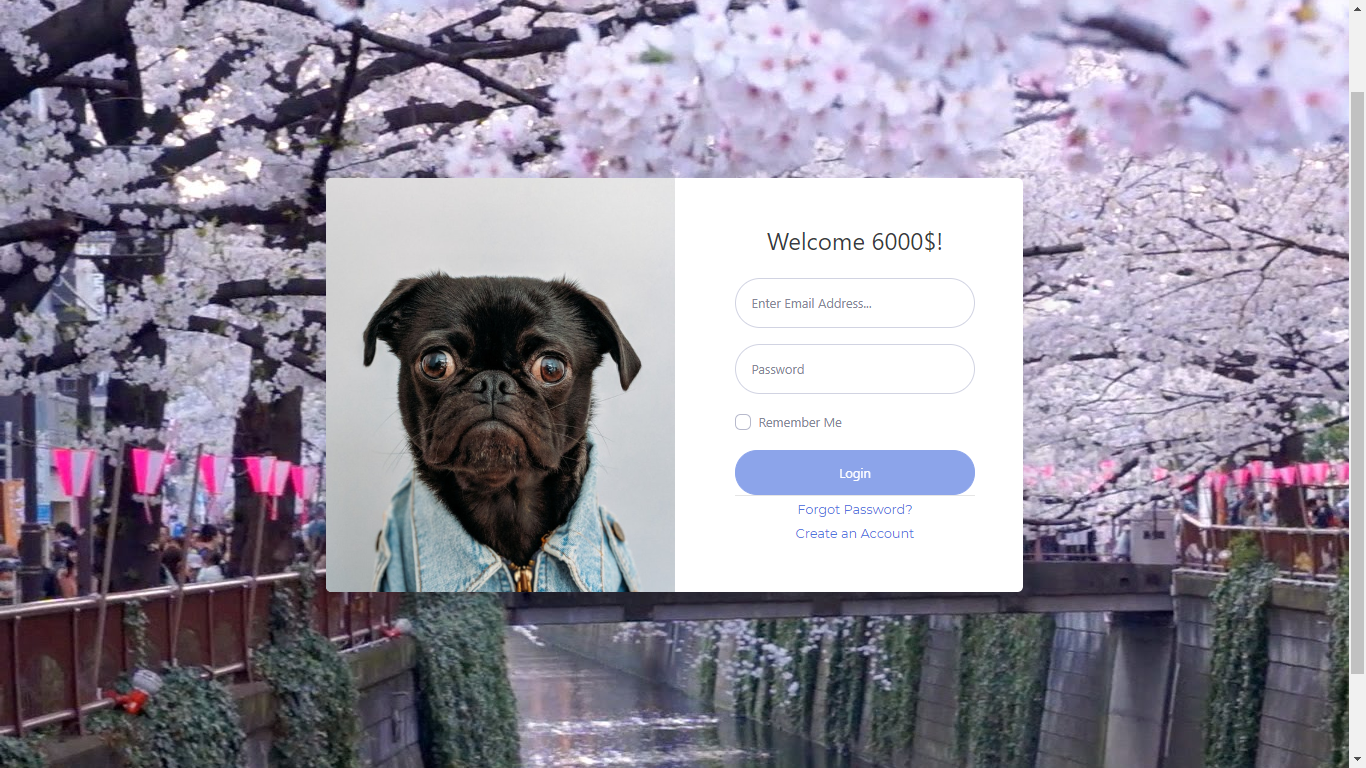 Welcome 6000$!
Enter Email Address...
Password
Remember Me
Login
Forgot Password?
Create an Account